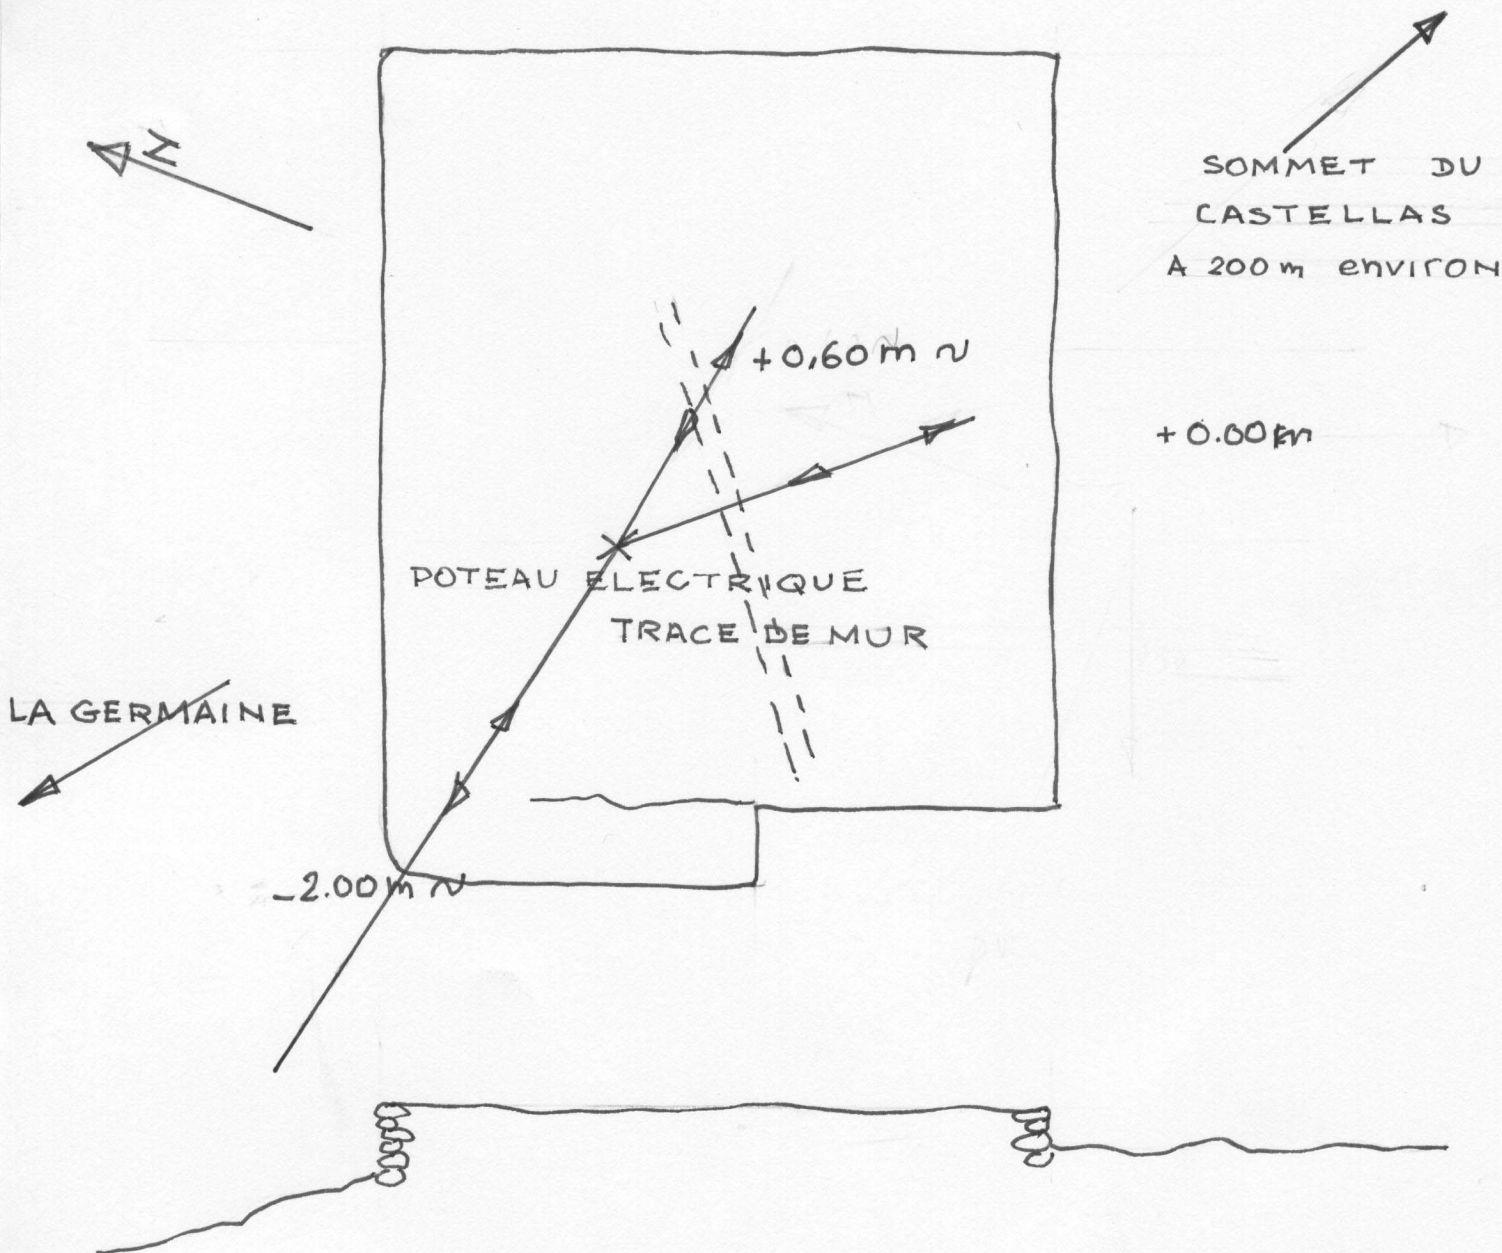 N
SOMMET DU
CASTELLAS
A 200 m environ
+0,60 m ~
+0.00 m
POTEAU ELECTRIQUE
TRACE DE MUR
LA GERMAINE
-2.00 m ~